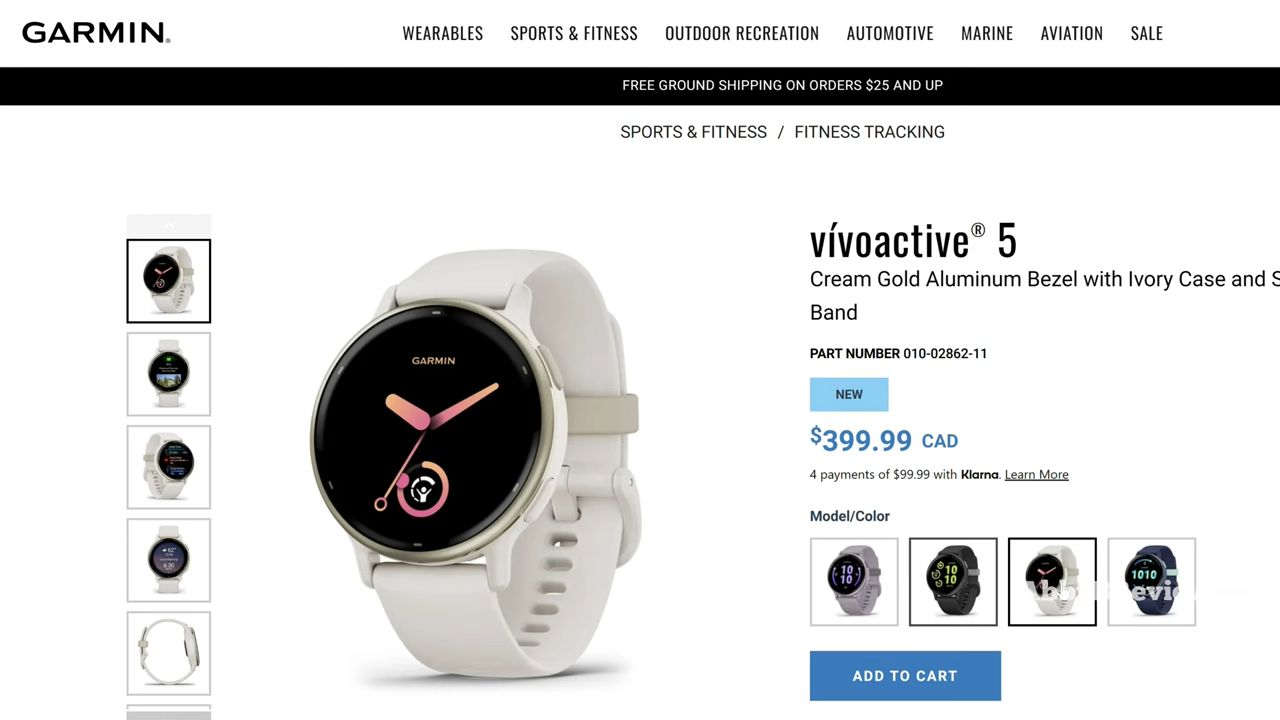 GARMIN®
WEARABLES SPORTS & FITNESS OUTDOOR RECREATION AUTOMOTIVE MARINE AVIATION SALE
FREE GROUND SHIPPING ON ORDERS $25 AND UP
SPORTS & FITNESS / FITNESS TRACKING
vívoactive® 5
Cream Gold Aluminum Bezel with Ivory Case and S
Band
PART NUMBER 010-02862-11
NEW
$399.99 CAD
4 payments of $99.99 with Klarna. Learn More
Model/Color
GARMIN
10
10
10
10
1010
ADD TO CART